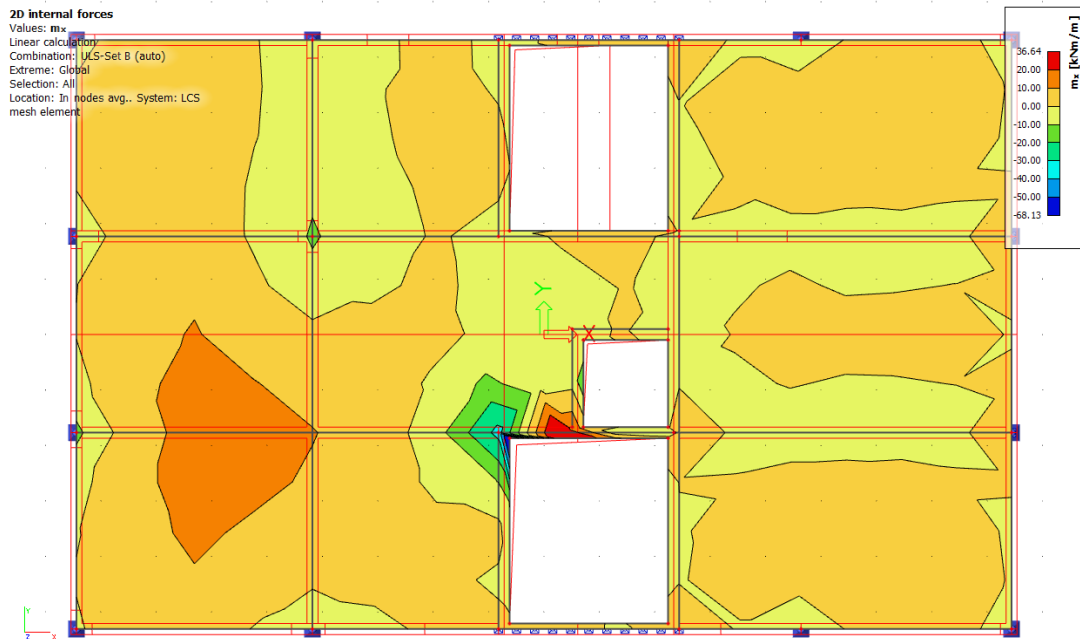 2D internal forces
Values: mₓ
Linear calculation
Combination: ULS-Set B (auto)
Extreme: Global
Selection: All
Location: In nodes avg.. System: LCS
mesh element
mₓ [kNm/m]
36.64
20.00
10.00
0.00
-10.00
-20.00
-30.00
-40.00
-50.00
-68.13
Y
X
Y
Z
X